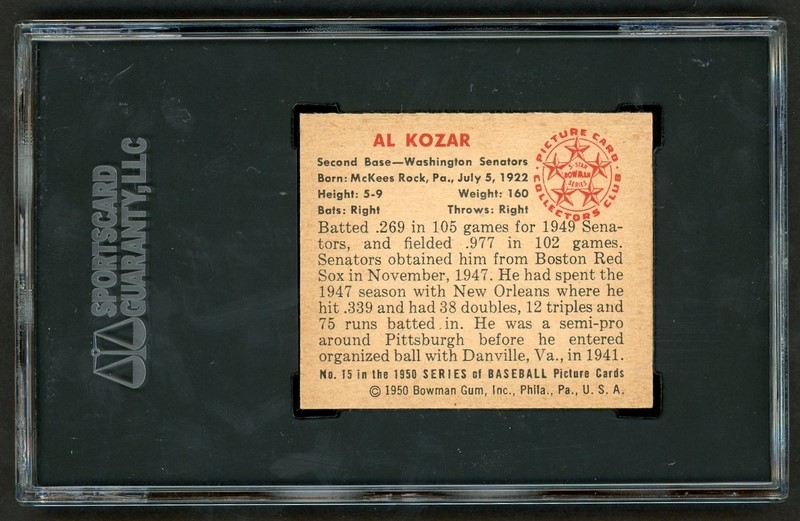 SPORTSCARD
GUARANTY, LLC
AL KOZAR
Second Base—Washington Senators
Born: McKees Rock, Pa., July 5, 1922
Height: 5-9 Weight: 160
Bats: Right Throws: Right
PICTURE CARD
COLLECTORS CLUB
5-STAR
BOWMAN
SERIES
Batted .269 in 105 games for 1949 Sena-
tors, and fielded .977 in 102 games.
Senators obtained him from Boston Red
Sox in November, 1947. He had spent the
1947 season with New Orleans where he
hit .339 and had 38 doubles, 12 triples and
75 runs batted in. He was a semi-pro
around Pittsburgh before he entered
organized ball with Danville, Va., in 1941.
No. 15 in the 1950 SERIES of BASEBALL Picture Cards
© 1950 Bowman Gum, Inc., Phila., Pa., U. S. A.